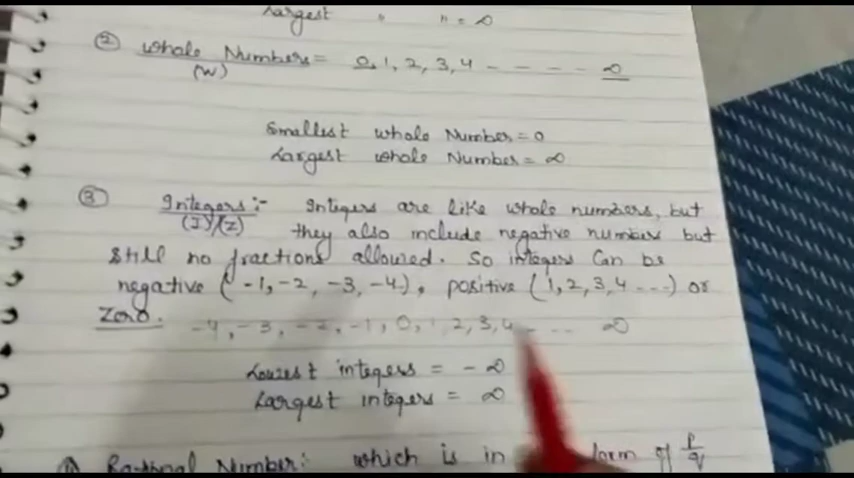 Largest " " = ∞
② Whole Numbers = 0, 1, 2, 3, 4 - - - - ∞
(W)
Smallest whole Number = 0
Largest whole Number = ∞
③ Integers :- Integers are like whole numbers, but
(I)/(Z) they also include negative numbers but
still no fractions allowed. So integers can be
negative (-1, -2, -3, -4), positive (1, 2, 3, 4 ---) or
Zero.
-4, -3, -2, -1, 0, 1, 2, 3, 4 - -- ∞
Lowest integers = - ∞
Largest integers = ∞
Rational Number: which is in form of p/q